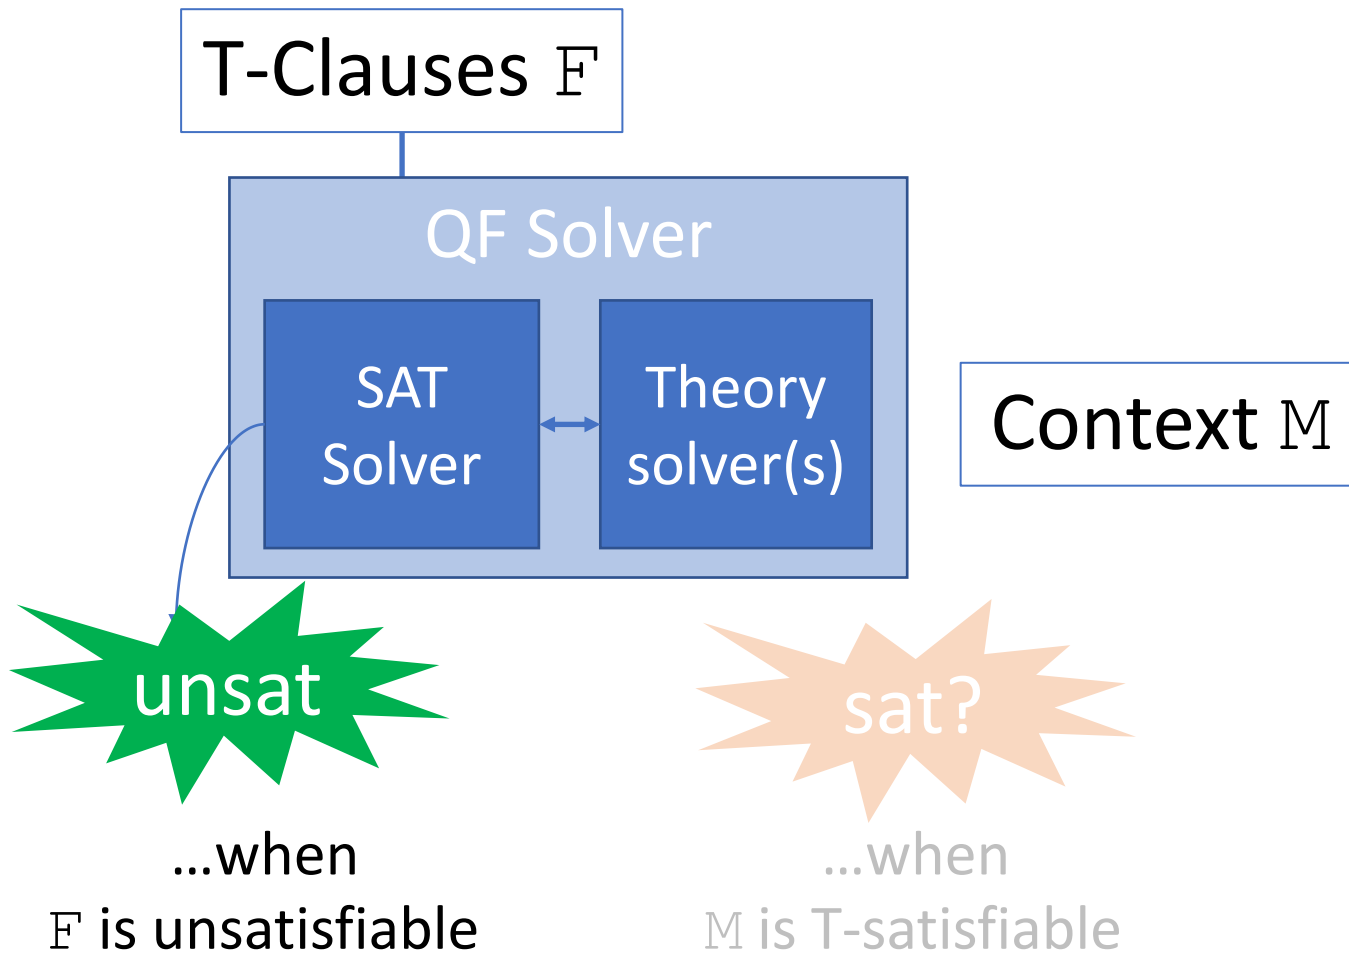 T-Clauses F
QF Solver
SAT
Solver
Theory
solver(s)
Context M
unsat
sat?
...when
F is unsatisfiable
...when
M is T-satisfiable